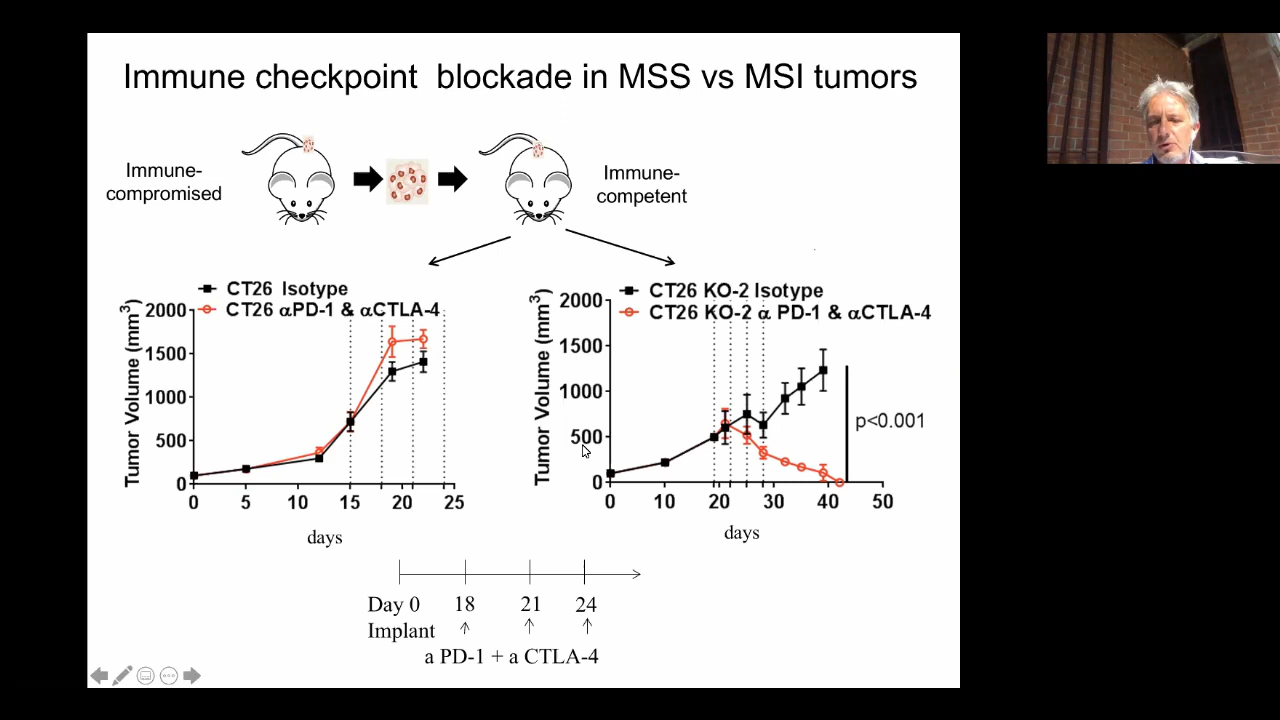 Immune checkpoint blockade in MSS vs MSI tumors
Immune-
compromised
Immune-
competent
CT26 Isotype
CT26 αPD-1 & αCTLA-4
Tumor Volume (mm3)
2000
1500
1000
500
0
0 5 10 15 20 25
days
CT26 KO-2 Isotype
CT26 KO-2 α PD-1 & αCTLA-4
Tumor Volume (mm3)
2000
1500
1000
500
0
0 10 20 30 40 50
days
p<0.001
Day 0 18 21 24
Implant
a PD-1 + a CTLA-4